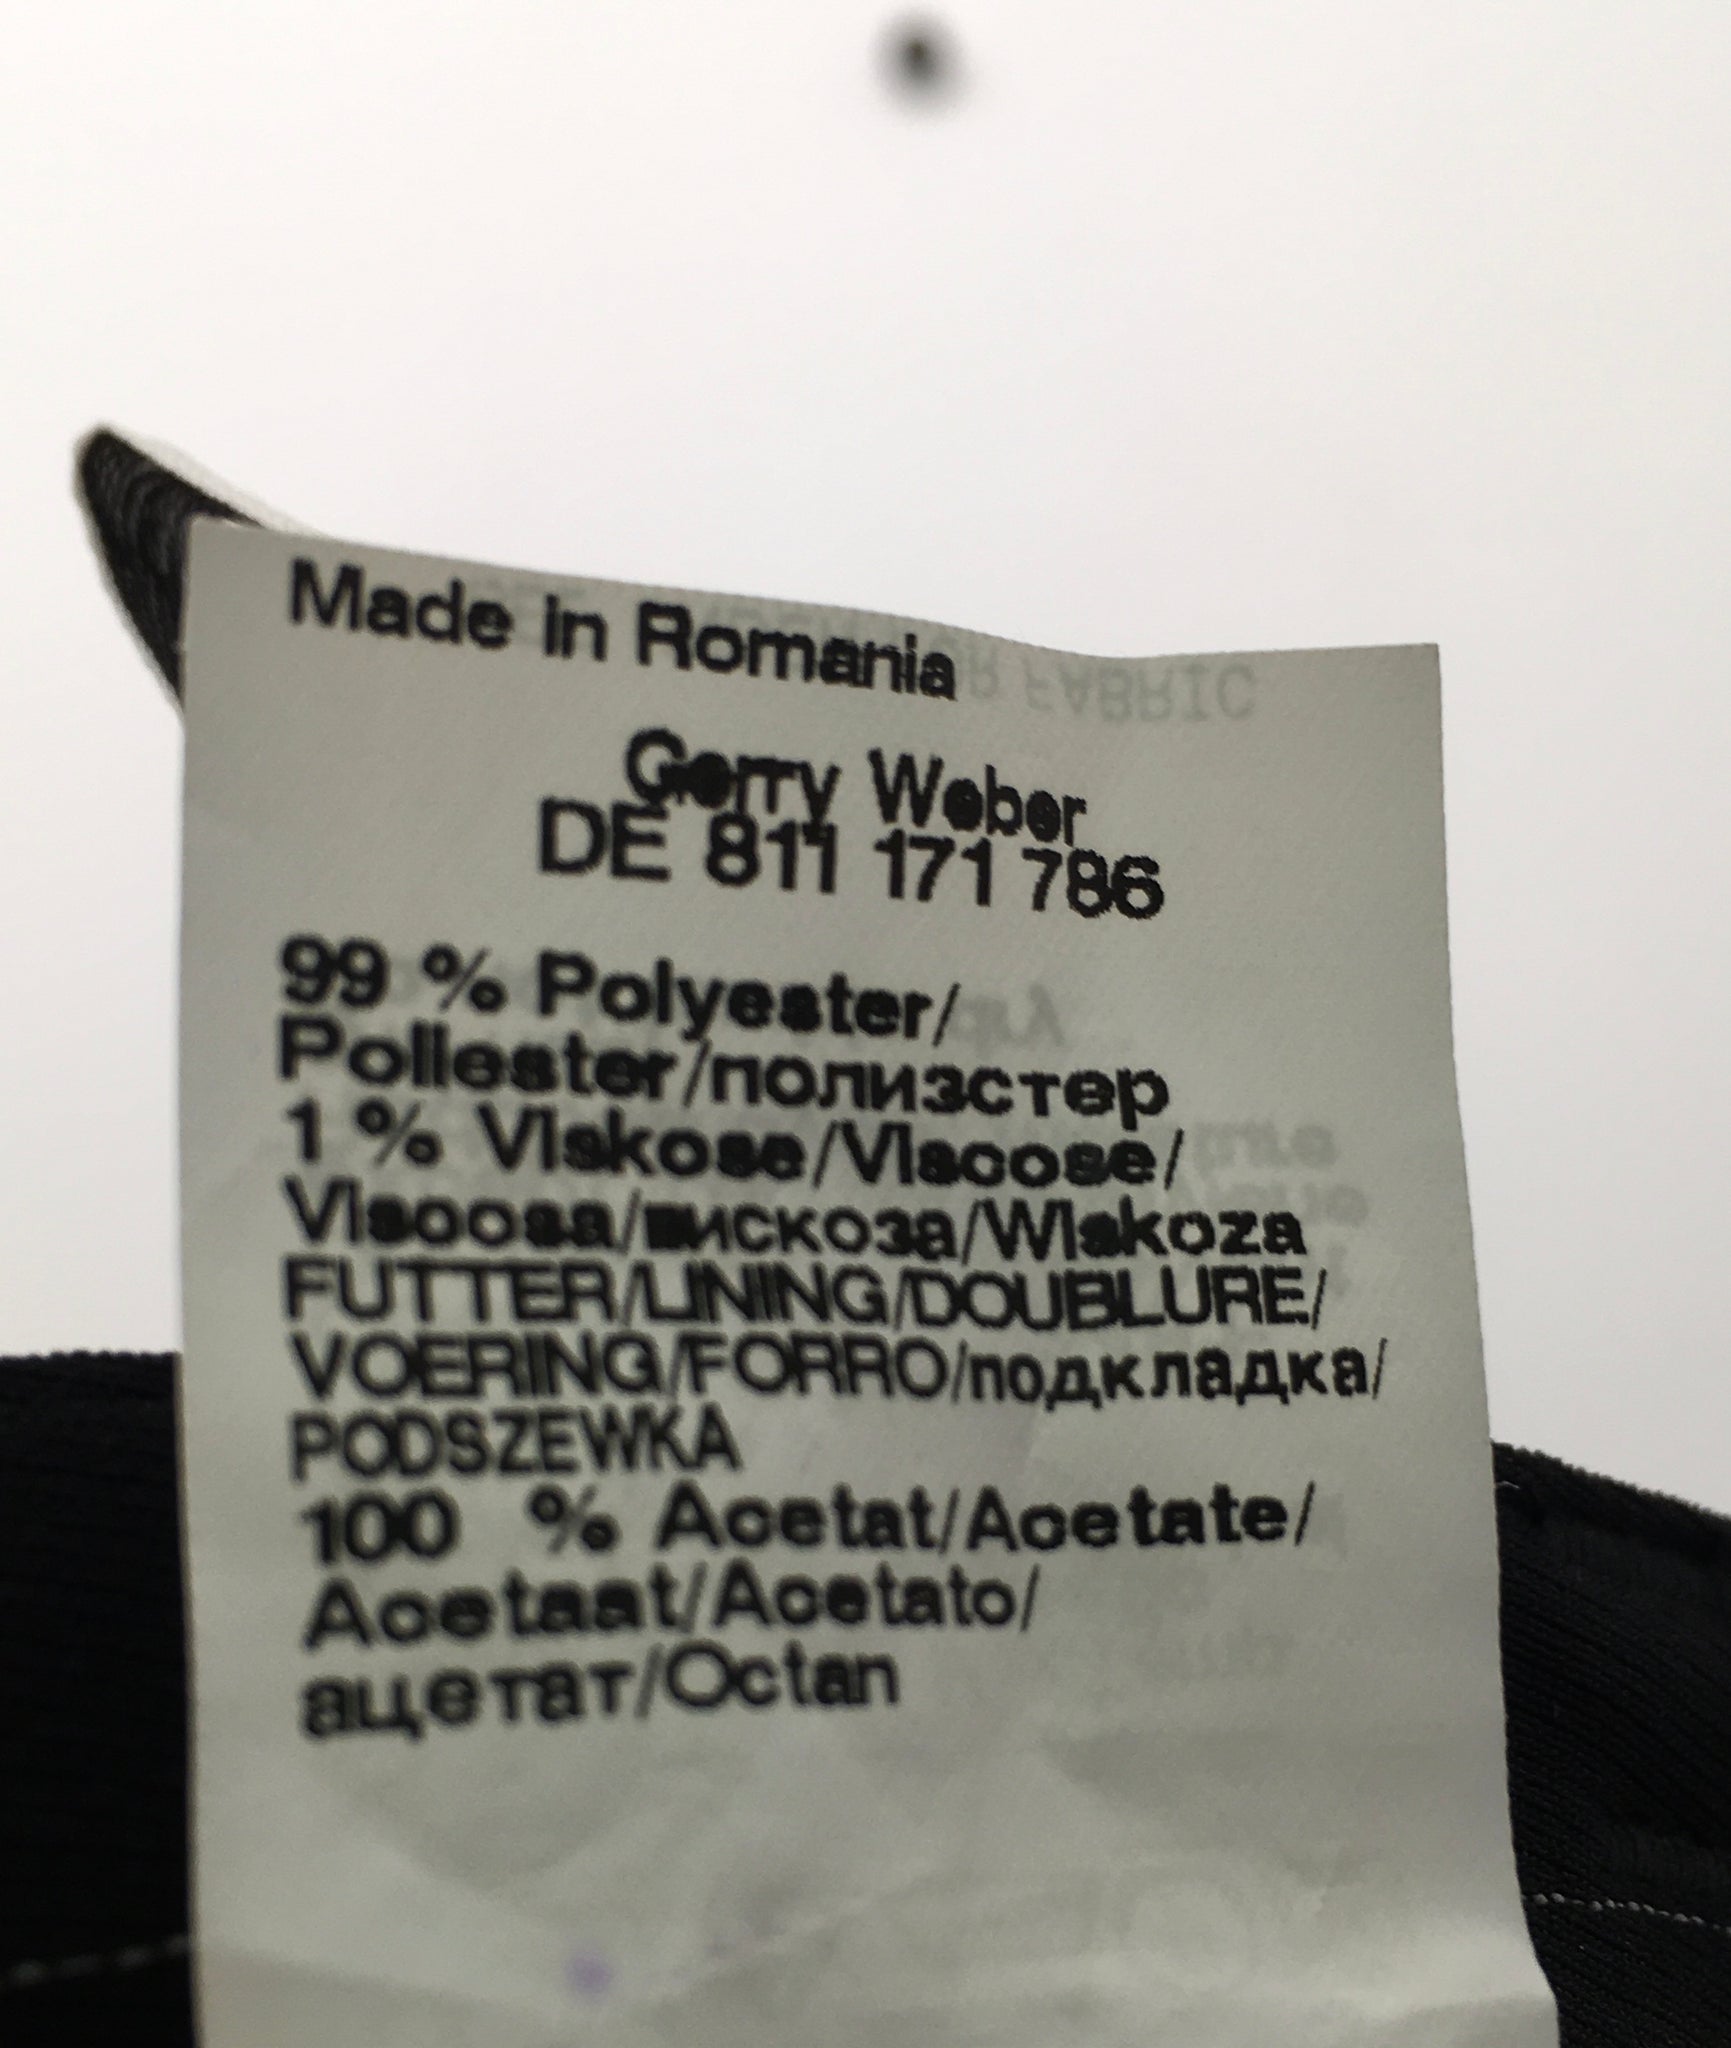 Made in Romania
Gerry Weber
DE 811 171 786
99 % Polyester/
Poliester/полиэстер
1 % Viskose/Viscose/
Viscosa/вискоза/Wiskoza
FUTTER/LINING/DOUBLURE/
VOERING/FORRO/подкладка/
PODSZEWKA
100 % Acetat/Acetate/
Acetaat/Acetato/
ацетат/Octan